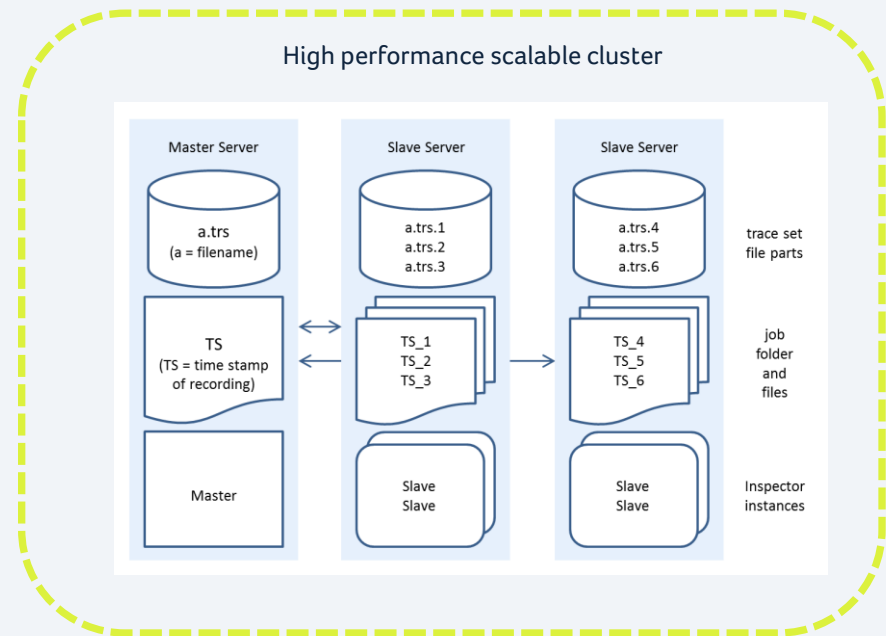 High performance scalable cluster
Master Server
Slave Server
Slave Server
a.trs
(a = filename)
a.trs.1
a.trs.2
a.trs.3
a.trs.4
a.trs.5
a.trs.6
trace set
file parts
TS
(TS = time stamp
of recording)
TS_1
TS_2
TS_3
TS_4
TS_5
TS_6
job
folder
and
files
Master
Slave
Slave
Slave
Slave
Inspector
instances